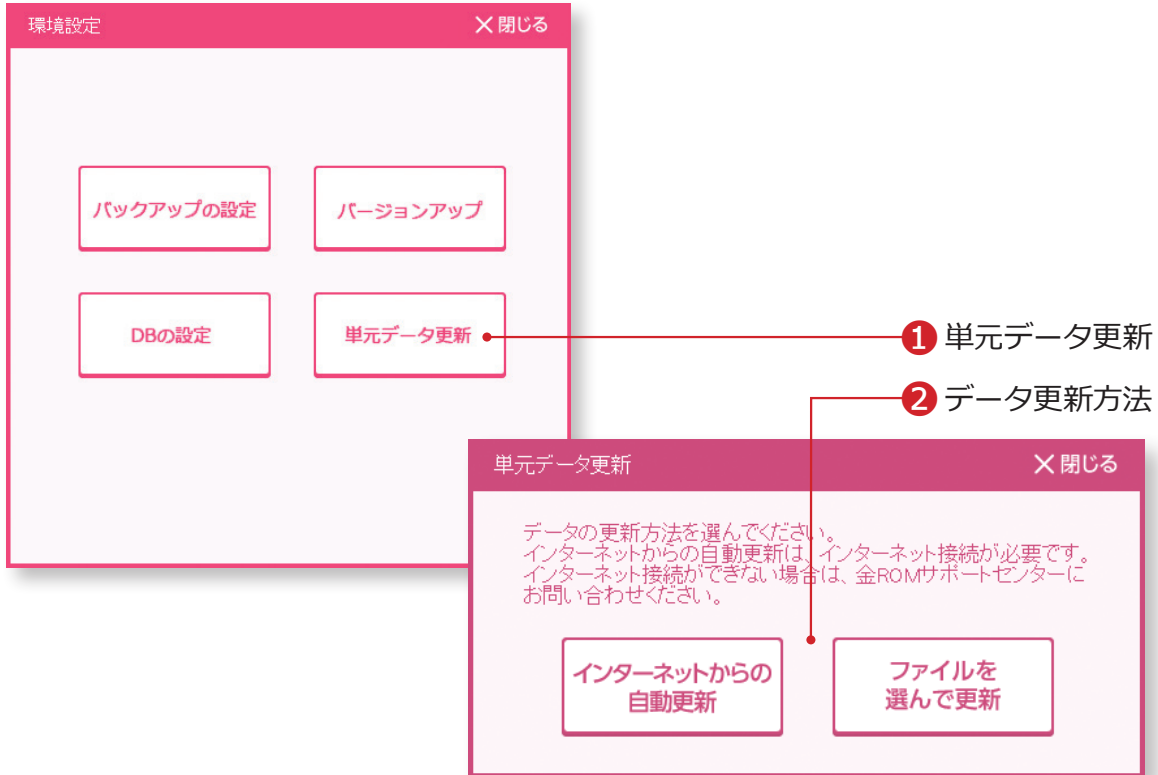 環境設定
×閉じる
バックアップの設定
バージョンアップ
DBの設定
単元データ更新
❶ 単元データ更新
❷ データ更新方法
単元データ更新
×閉じる
データの更新方法を選んでください。
インターネットからの自動更新は、インターネット接続が必要です。
インターネット接続ができない場合は、金ROMサポートセンターに
お問い合わせください。
インターネットからの
自動更新
ファイルを
選んで更新